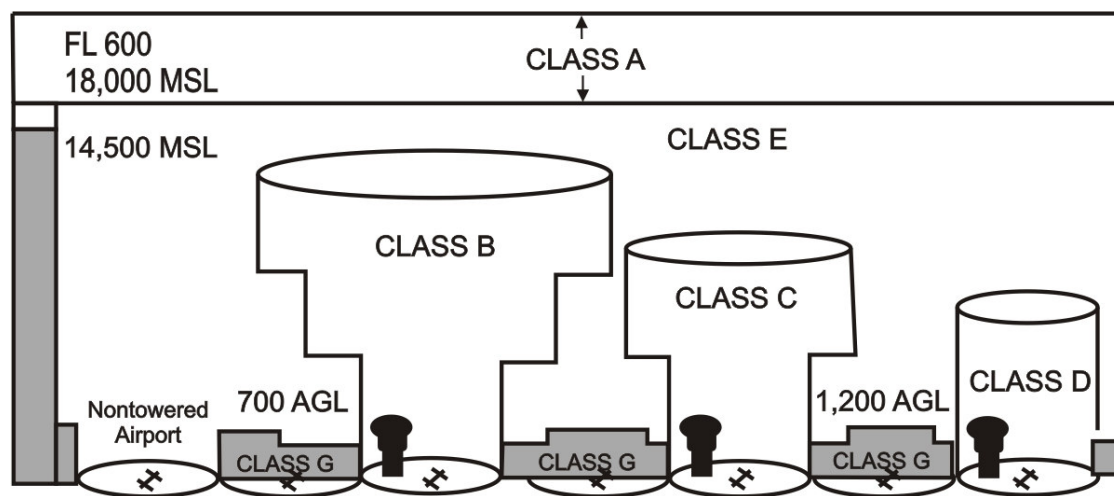 FL 600
18,000 MSL
CLASS A
14,500 MSL
CLASS E
CLASS B
CLASS C
CLASS D
700 AGL
1,200 AGL
Nontowered
Airport
CLASS G
CLASS G
CLASS G